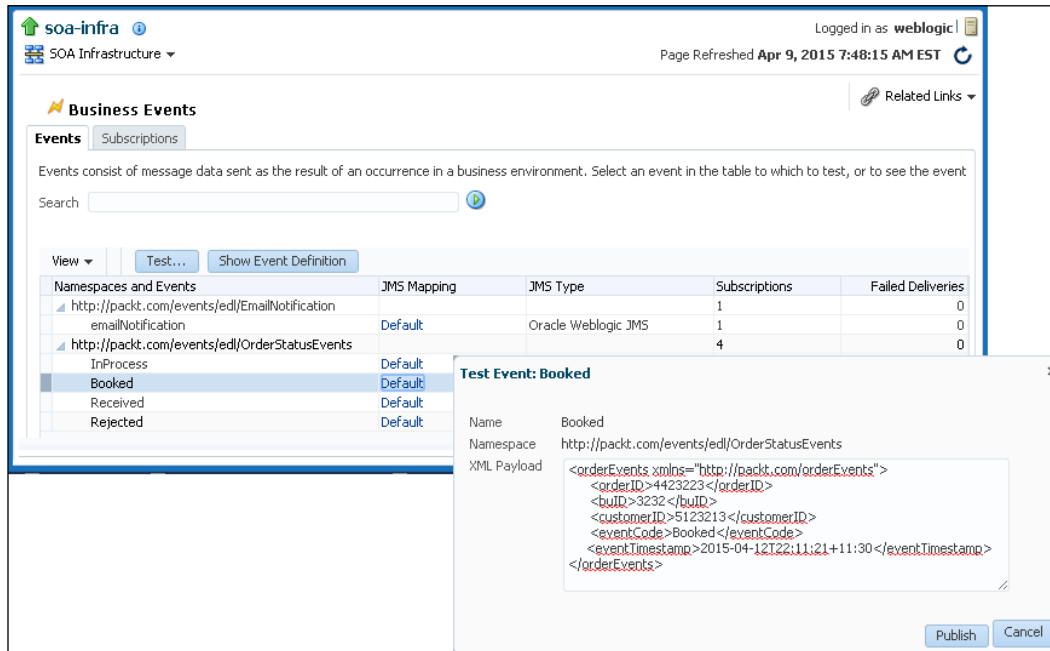 soa-infra
Logged in as weblogic
SOA Infrastructure
Page Refreshed Apr 9, 2015 7:48:15 AM EST
Related Links
Business Events
Events Subscriptions
Events consist of message data sent as the result of an occurrence in a business environment. Select an event in the table to which to test, or to see the event
Search
View Test... Show Event Definition
Namespaces and Events JMS Mapping JMS Type Subscriptions Failed Deliveries
http://packt.com/events/edl/EmailNotification 1 0
emailNotification Default Oracle Weblogic JMS 1 0
http://packt.com/events/edl/OrderStatusEvents 4 0
InProcess Default
Booked Default
Received Default
Rejected Default
Test Event: Booked
Name Booked
Namespace http://packt.com/events/edl/OrderStatusEvents
XML Payload
<orderEvents xmlns="http://packt.com/orderEvents">
<orderID>4423223</orderID>
<buID>3232</buID>
<customerID>5123213</customerID>
<eventCode>Booked</eventCode>
<eventTimestamp>2015-04-12T22:11:21+11:30</eventTimestamp>
</orderEvents>
Publish Cancel